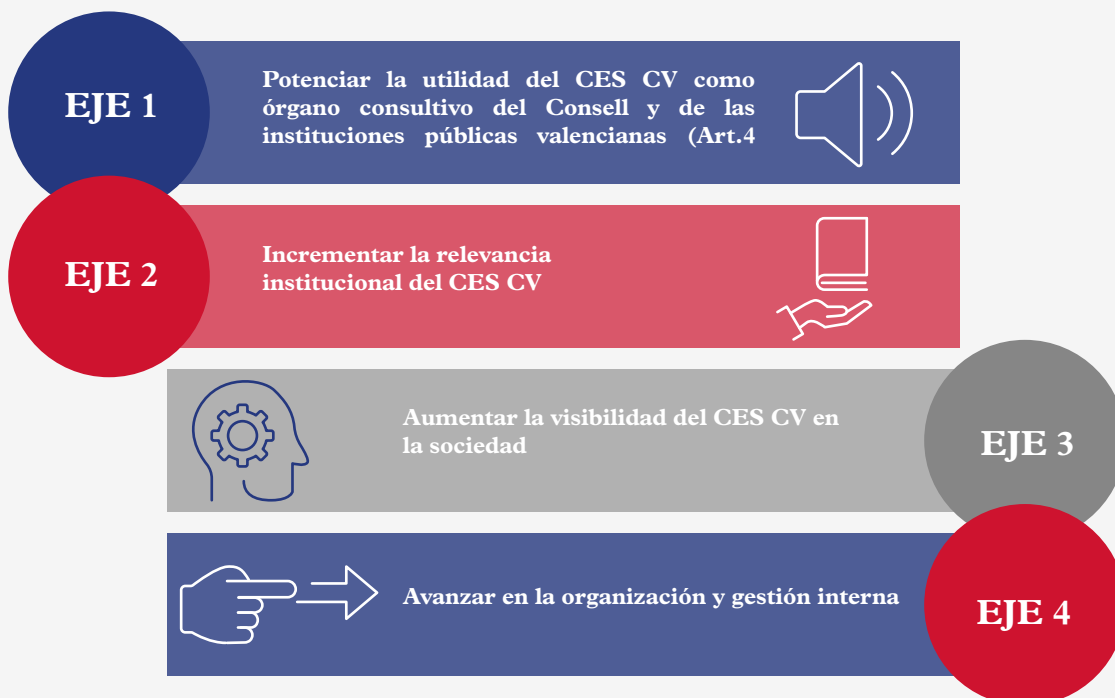 EJE 1
Potenciar la utilidad del CES CV como
órgano consultivo del Consell y de las
instituciones públicas valencianas (Art.4
EJE 2
Incrementar la relevancia
institucional del CES CV
Aumentar la visibilidad del CES CV en
la sociedad
EJE 3
Avanzar en la organización y gestión interna
EJE 4